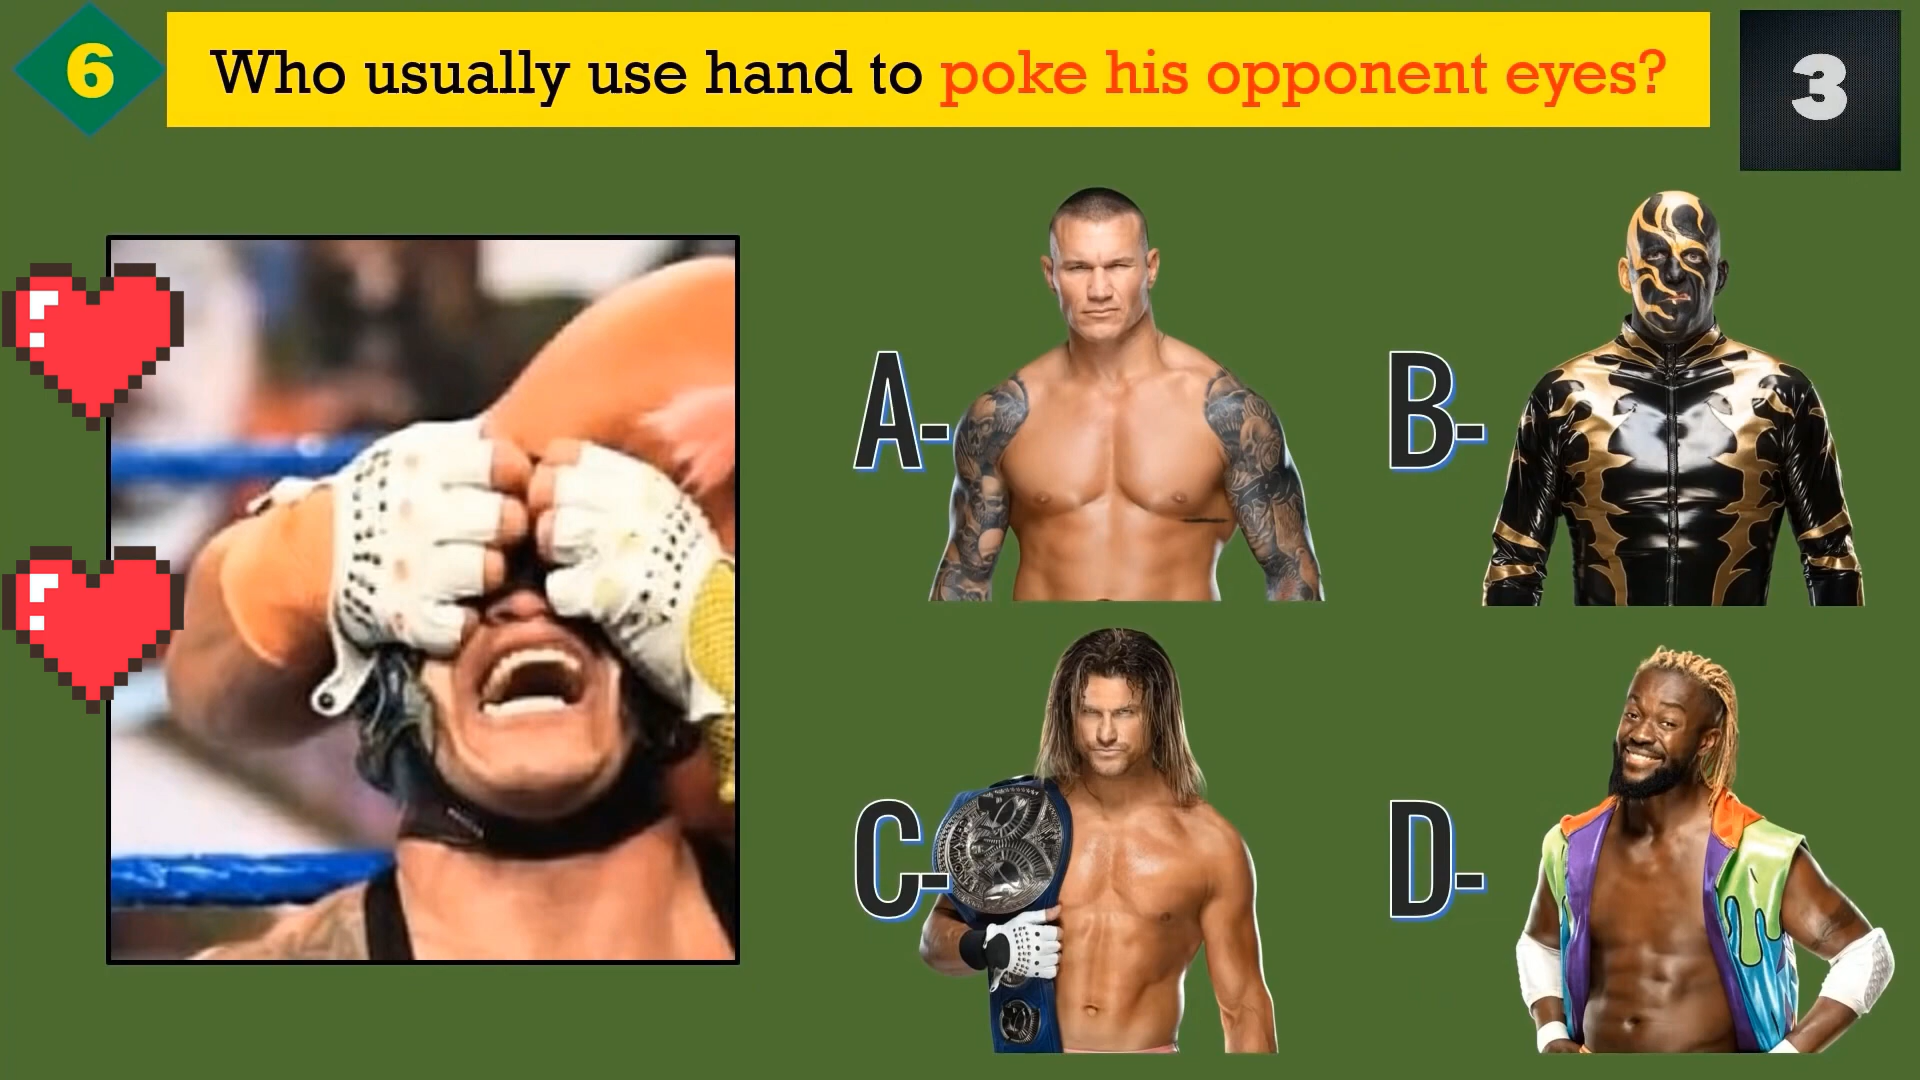 6
Who usually use hand to poke his opponent eyes?
3
A-
B-
C-
D-